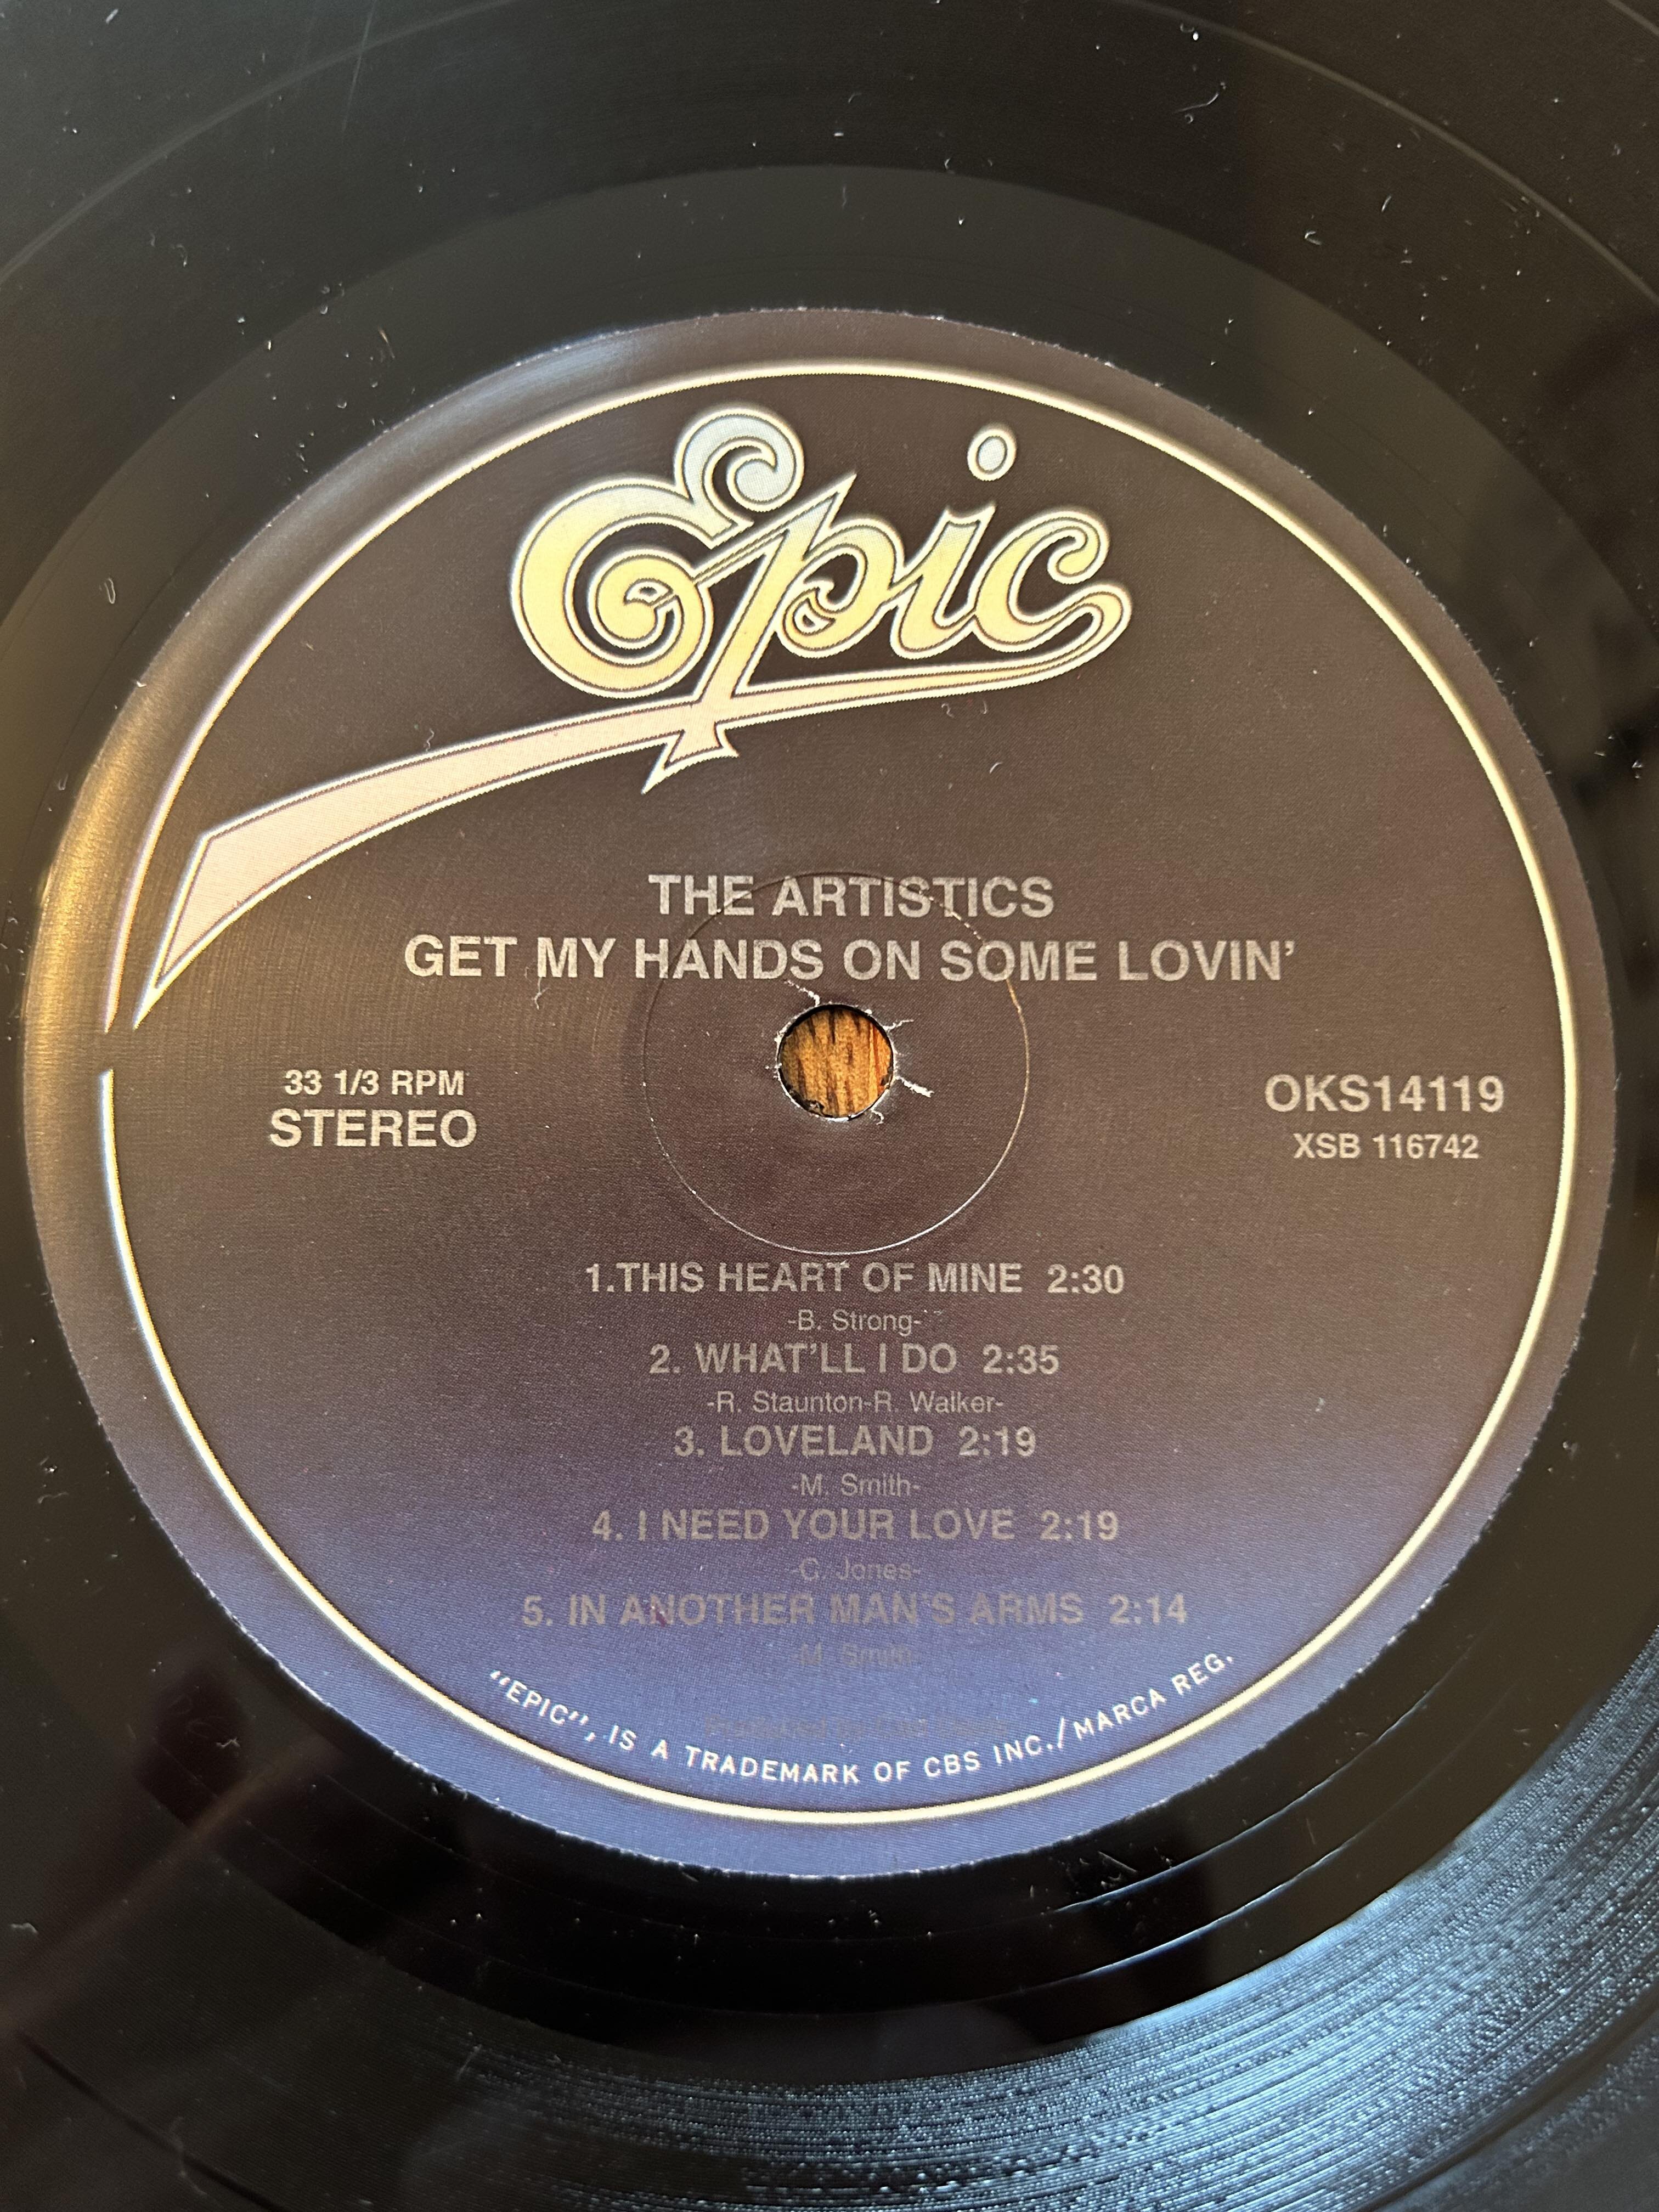 Epic
THE ARTISTICS
GET MY HANDS ON SOME LOVIN'
33 1/3 RPM
STEREO
OKS14119
XSB 116742
1.THIS HEART OF MINE 2:30
-B. Strong-
2. WHAT'LL I DO 2:35
-R. Staunton-R. Walker-
3. LOVELAND 2:19
-M. Smith-
4. I NEED YOUR LOVE 2:19
-C. Jones-
5. IN ANOTHER MAN'S ARMS 2:14
-M. Smith-
"EPIC", IS A TRADEMARK OF CBS INC./MARCA REG.